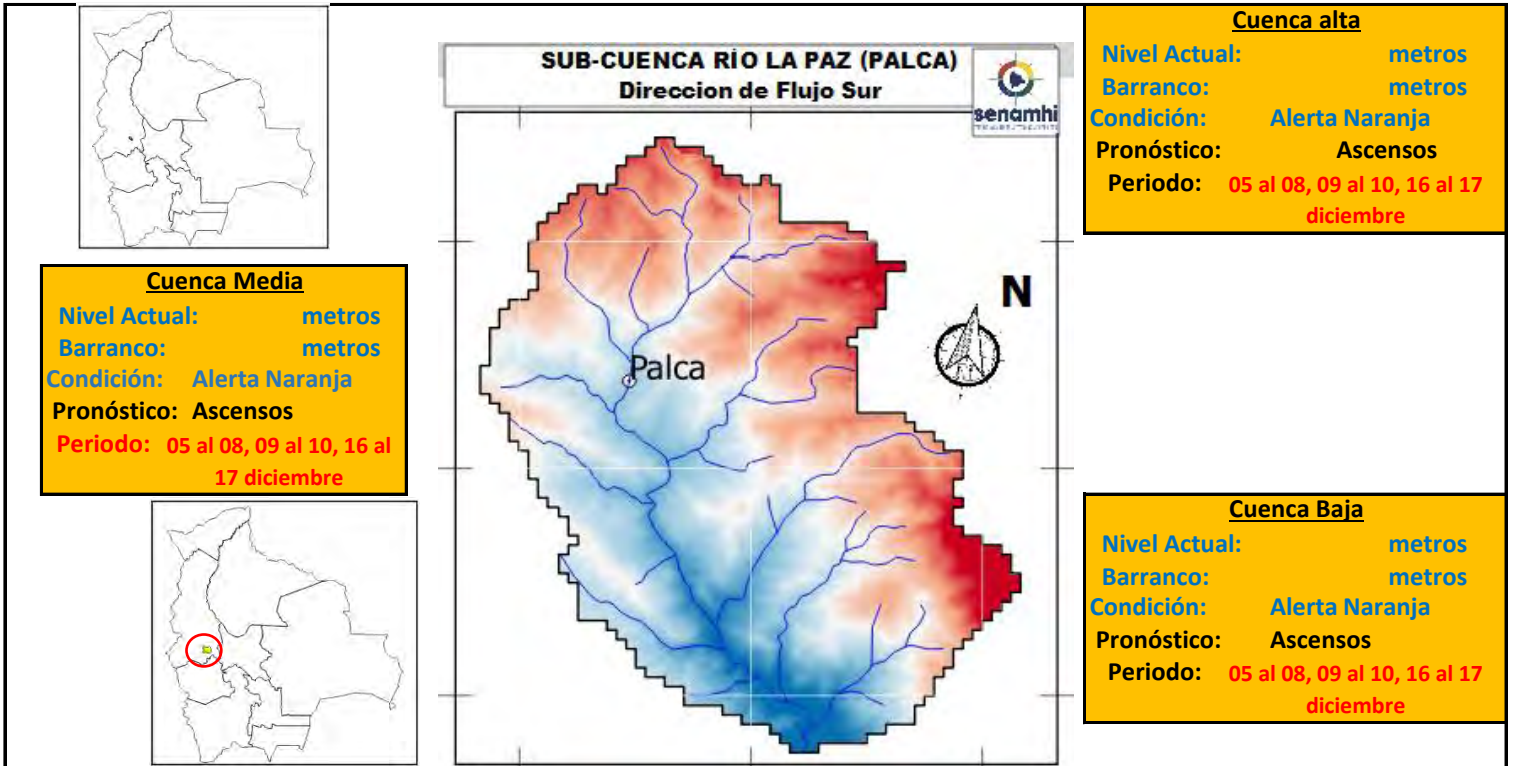 SUB-CUENCA RÍO LA PAZ (PALCA)
Direccion de Flujo Sur
senamhi
Palca
N
Cuenca alta
Nivel Actual: metros
Barranco: metros
Condición: Alerta Naranja
Pronóstico: Ascensos
Periodo: 05 al 08, 09 al 10, 16 al 17
diciembre
Cuenca Media
Nivel Actual: metros
Barranco: metros
Condición: Alerta Naranja
Pronóstico: Ascensos
Periodo: 05 al 08, 09 al 10, 16 al
17 diciembre
Cuenca Baja
Nivel Actual: metros
Barranco: metros
Condición: Alerta Naranja
Pronóstico: Ascensos
Periodo: 05 al 08, 09 al 10, 16 al 17
diciembre